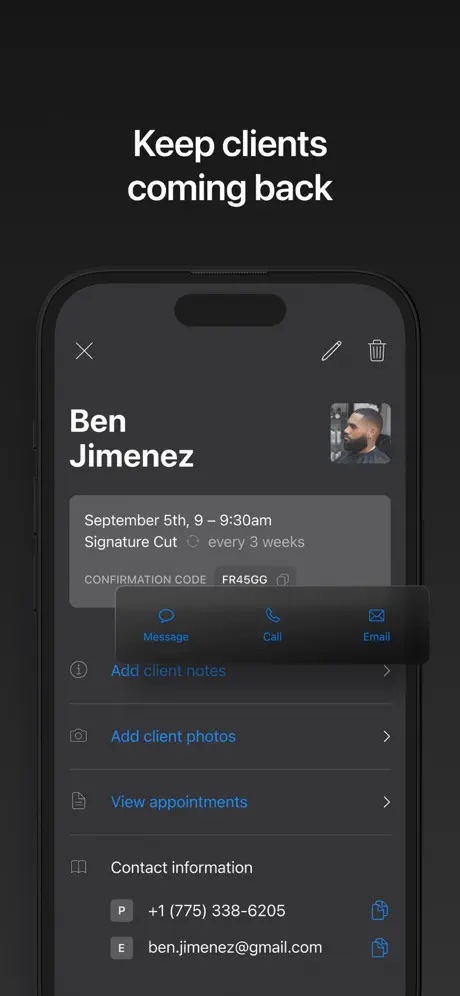 Keep clients
coming back
Ben
Jimenez
September 5th, 9 – 9:30am
Signature Cut every 3 weeks
CONFIRMATION CODE FR45GG
Message Call Email
Add client notes
Add client photos
View appointments
Contact information
P +1 (775) 338-6205
E ben.jimenez@gmail.com